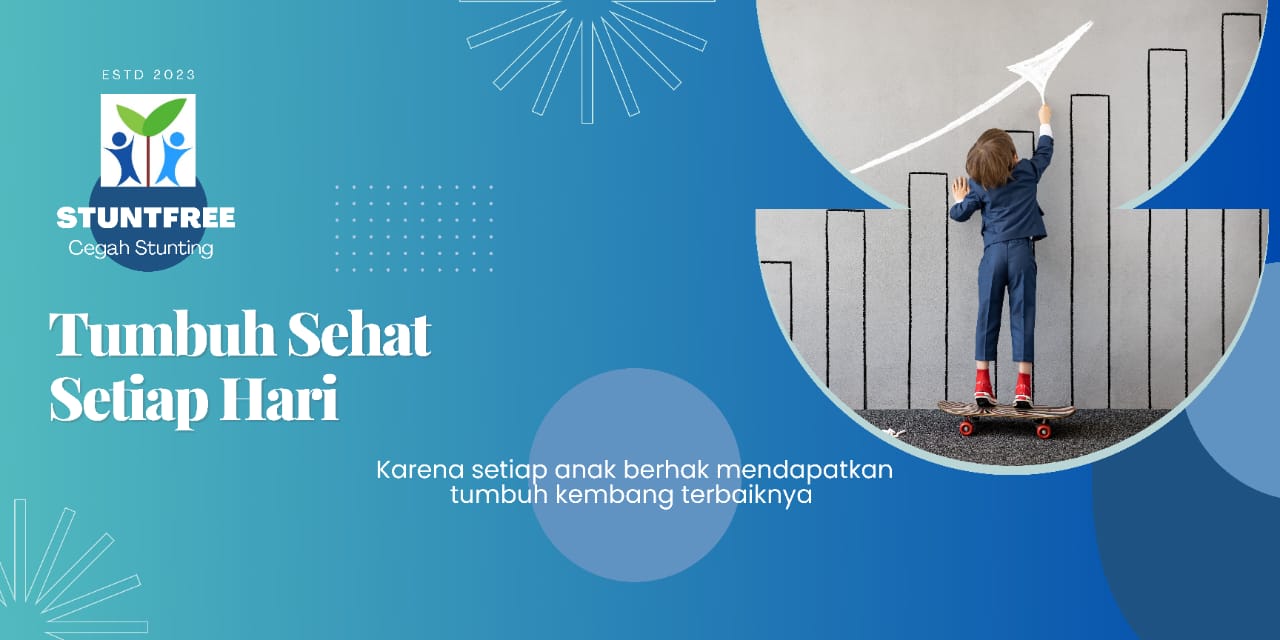 ESTD 2023
STUNTFREE
Cegah Stunting
Tumbuh Sehat
Setiap Hari
Karena setiap anak berhak mendapatkan
tumbuh kembang terbaiknya